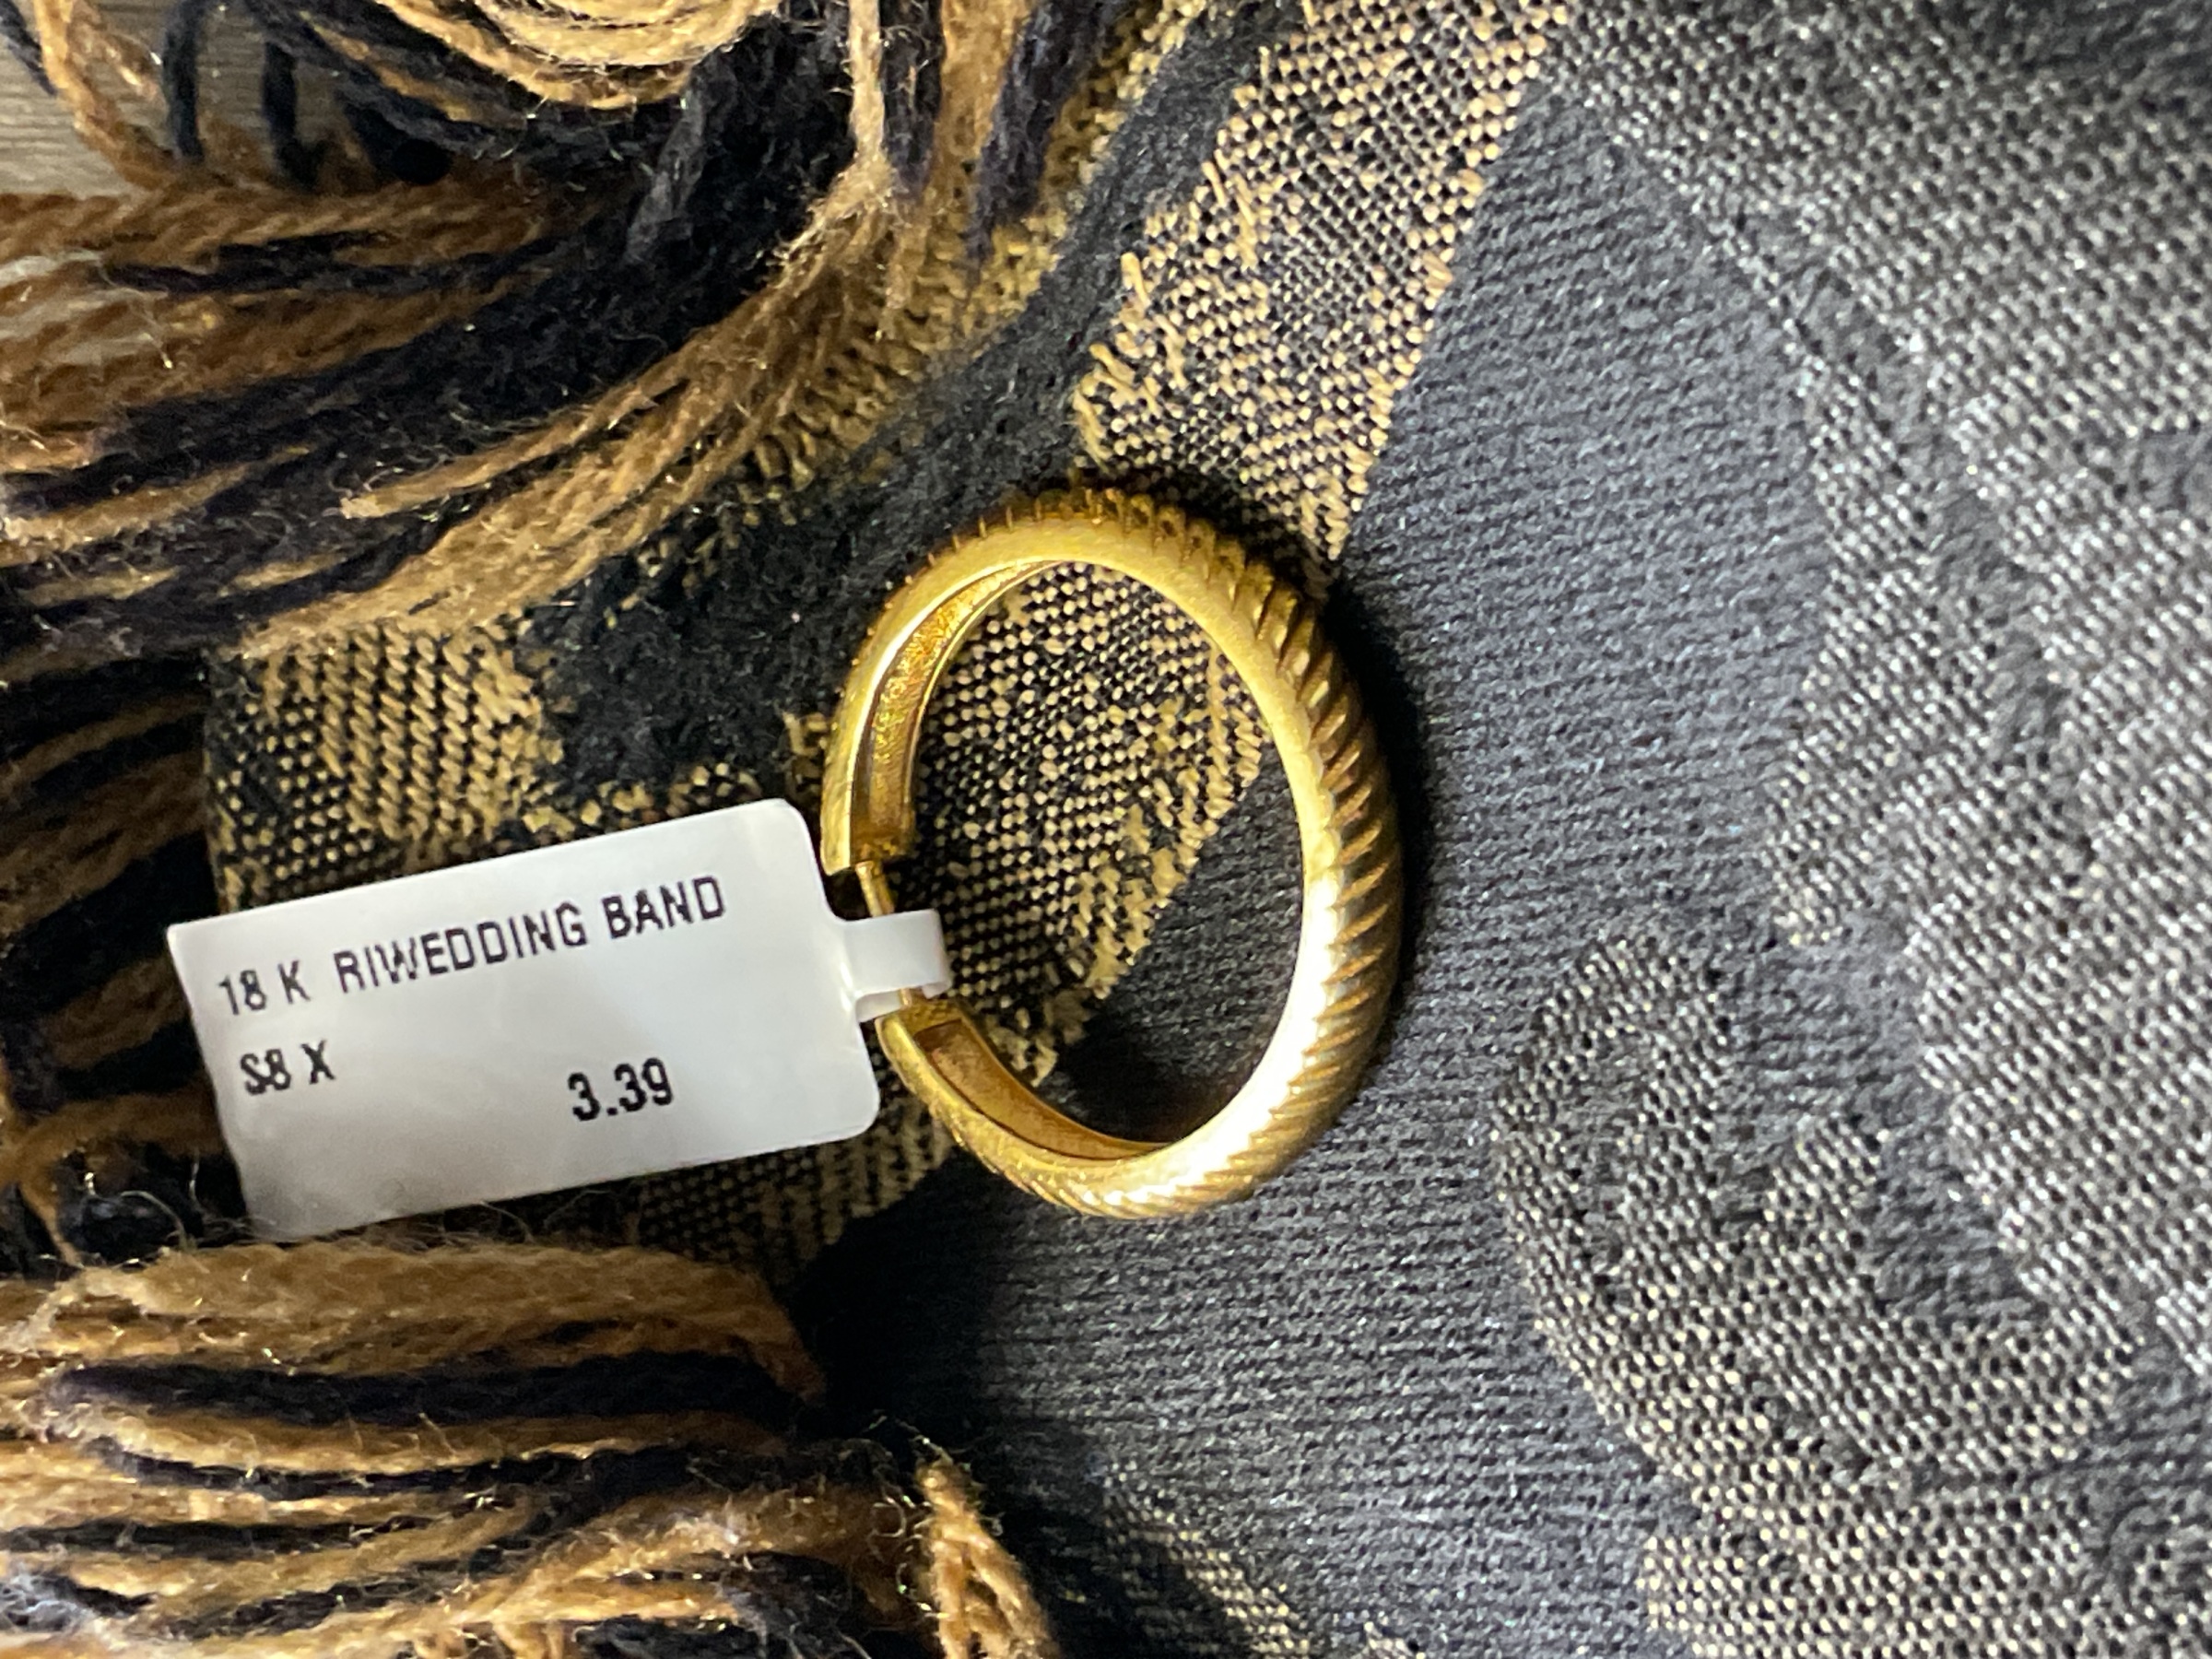 18 K RIWEDDING BAND
S8 X
3.39